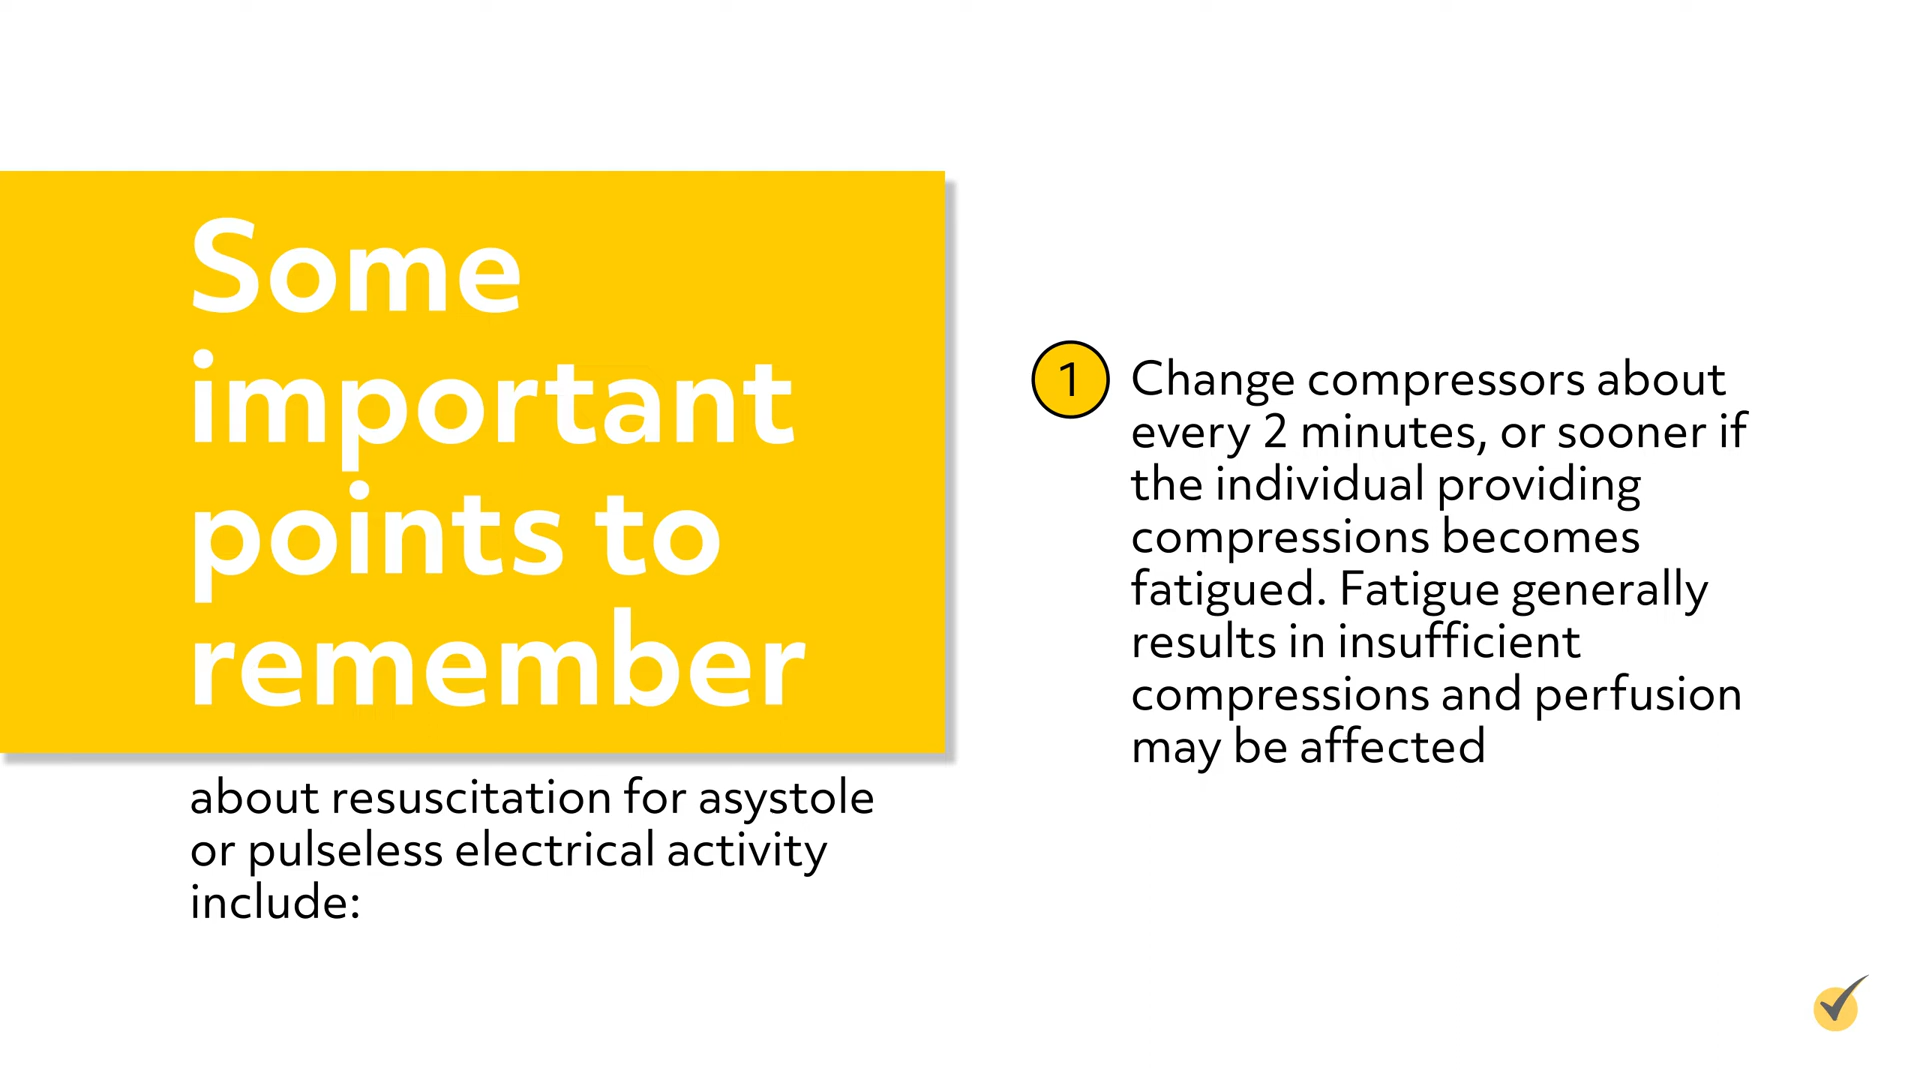 Some
important
points to
remember
about resuscitation for asystole
or pulseless electrical activity
include:
1 Change compressors about
every 2 minutes, or sooner if
the individual providing
compressions becomes
fatigued. Fatigue generally
results in insufficient
compressions and perfusion
may be affected